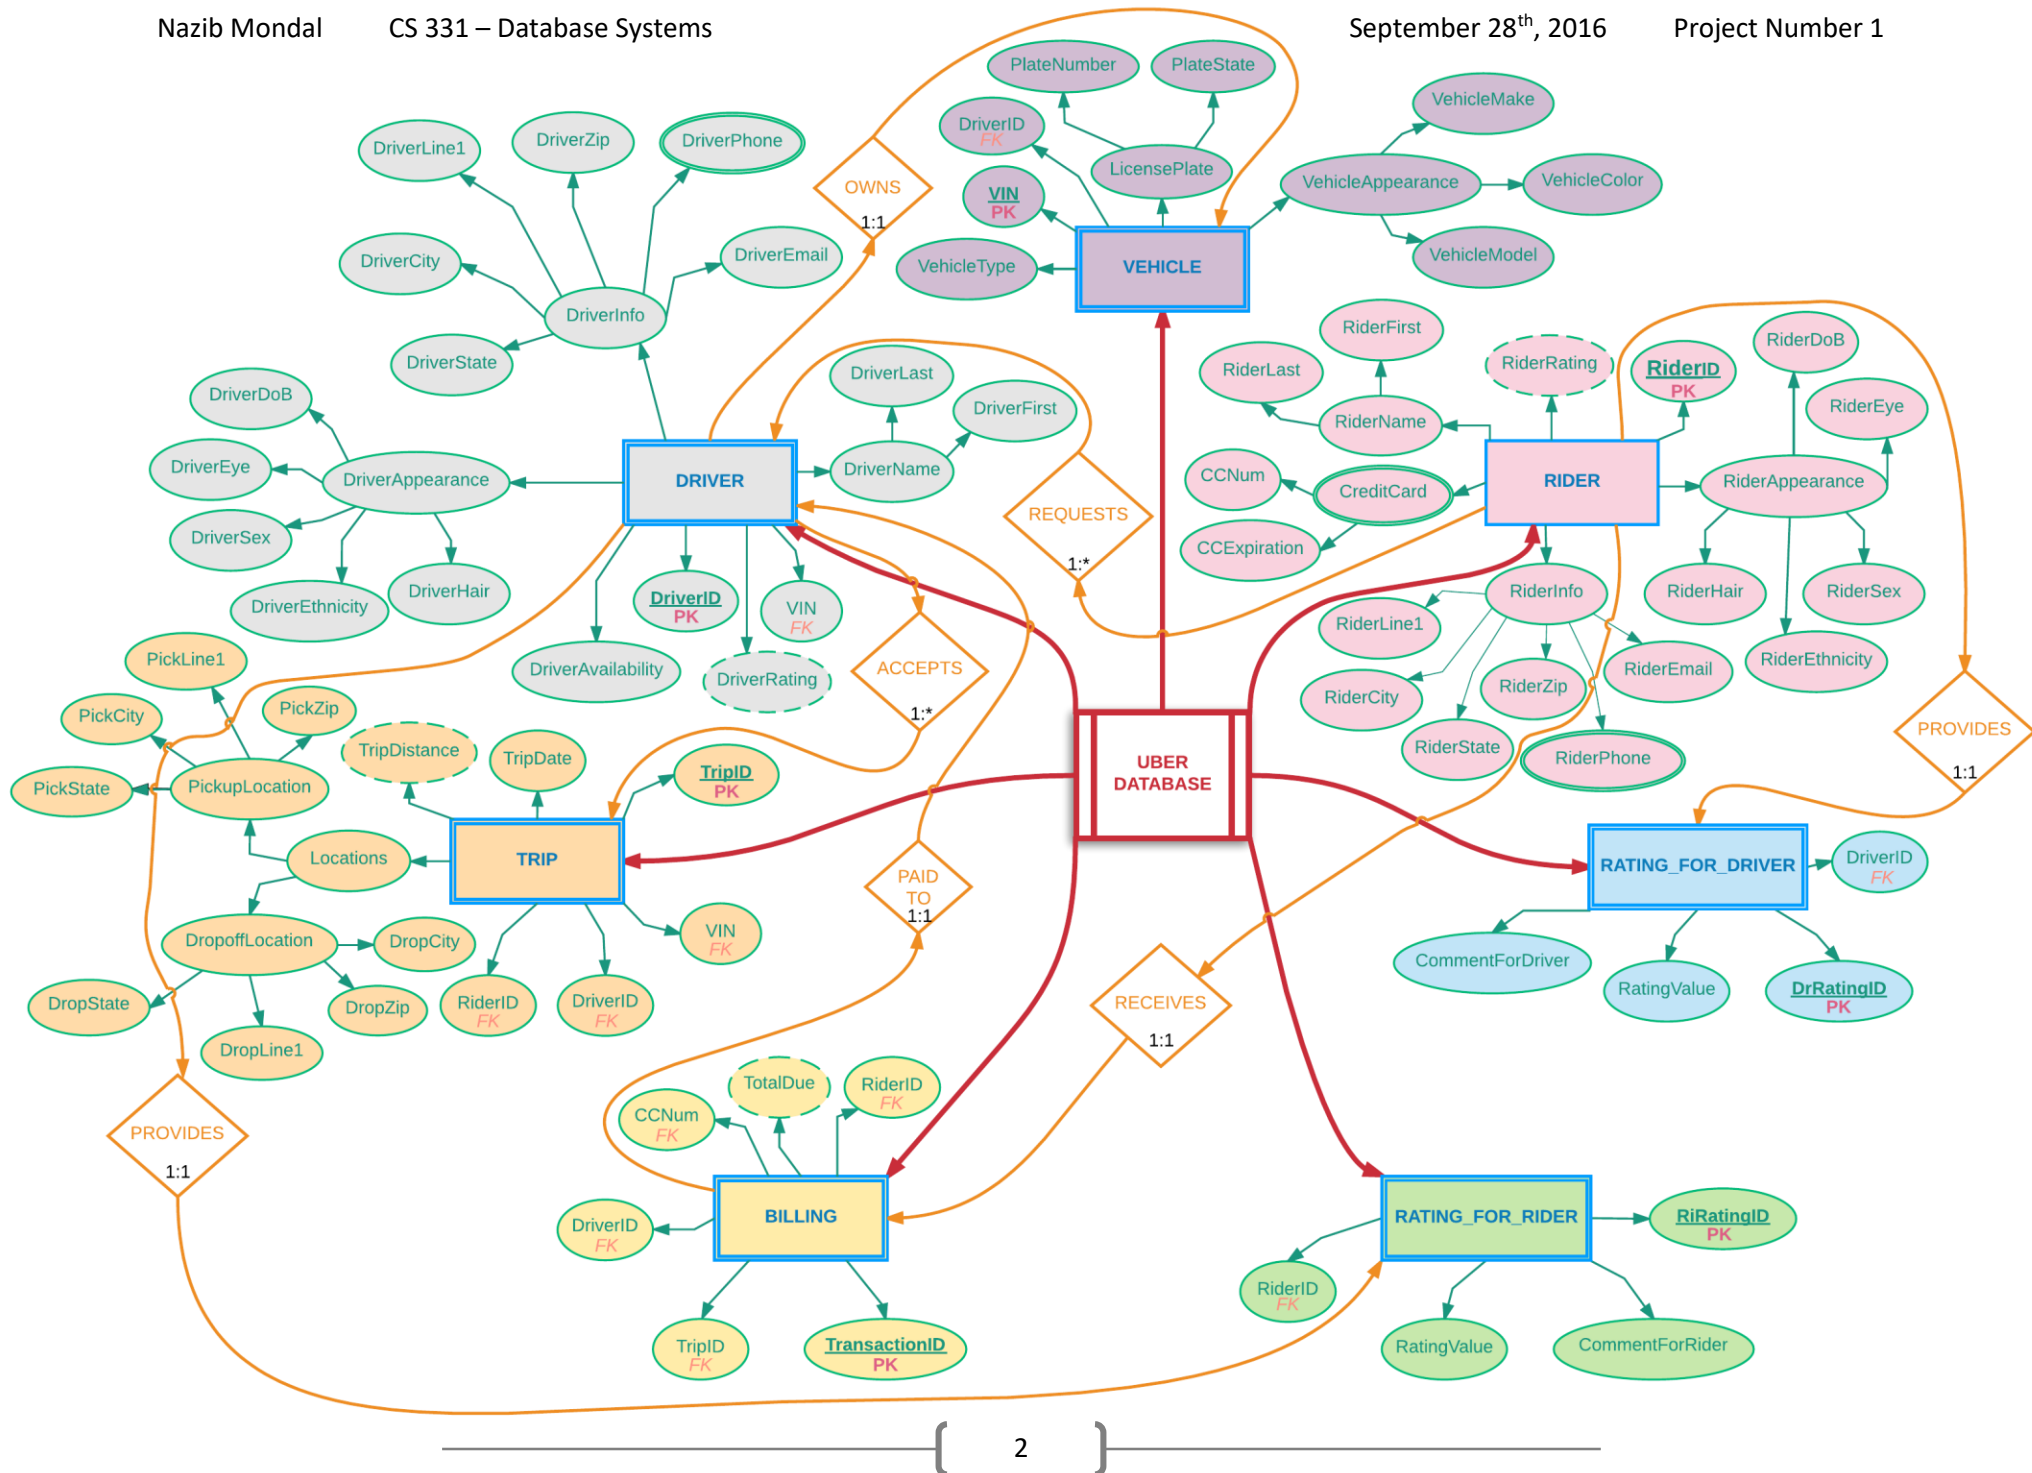 Nazib Mondal CS 331 – Database Systems September 28th, 2016 Project Number 1
PlateNumber
PlateState
VehicleMake
DriverID
FK
LicensePlate
VIN
PK
VehicleAppearance
VehicleColor
VehicleType
VEHICLE
VehicleModel
OWNS
1:1
DriverLine1
DriverZip
DriverPhone
DriverCity
DriverInfo
DriverEmail
DriverState
DriverDoB
DriverLast
DriverFirst
DriverEye
DriverAppearance
DRIVER
DriverName
DriverSex
DriverEthnicity
DriverHair
DriverID
PK
VIN
FK
DriverAvailability
DriverRating
REQUESTS
1:*
ACCEPTS
1:*
RiderFirst
RiderLast
RiderName
RiderRating
RiderID
PK
RiderDoB
RiderEye
CCNum
CreditCard
RIDER
RiderAppearance
CCExpiration
RiderInfo
RiderHair
RiderSex
RiderLine1
RiderEthnicity
RiderCity
RiderZip
RiderEmail
RiderState
RiderPhone
PROVIDES
1:1
PickLine1
PickCity
PickZip
PickState
PickupLocation
TripDistance
TripDate
TripID
PK
Locations
TRIP
DropoffLocation
DropCity
DropState
DropZip
DropLine1
RiderID
FK
DriverID
FK
VIN
FK
UBER
DATABASE
PAID
TO
1:1
RATING_FOR_DRIVER
DriverID
FK
CommentForDriver
RatingValue
DrRatingID
PK
RECEIVES
1:1
PROVIDES
1:1
CCNum
FK
TotalDue
RiderID
FK
DriverID
FK
BILLING
TripID
FK
TransactionID
PK
RATING_FOR_RIDER
RiRatingID
PK
RiderID
FK
RatingValue
CommentForRider
2